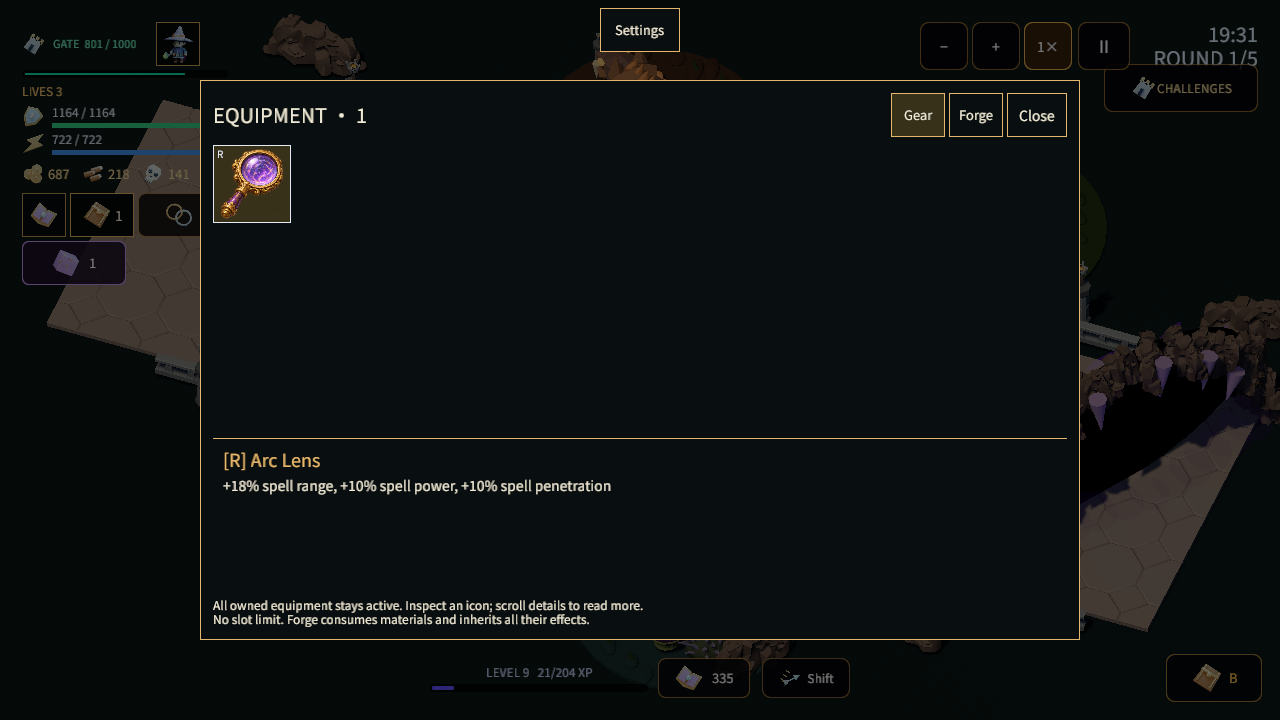 Settings
GATE 801 / 1000
19:31
ROUND 1/5
CHALLENGES
LIVES 3
1164 / 1164
722 / 722
687 218 141
1
1
− + 1× II
EQUIPMENT • 1
Gear Forge Close
R
[R] Arc Lens
+18% spell range, +10% spell power, +10% spell penetration
All owned equipment stays active. Inspect an icon; scroll details to read more.
No slot limit. Forge consumes materials and inherits all their effects.
LEVEL 9 21/204 XP
335
Shift
B